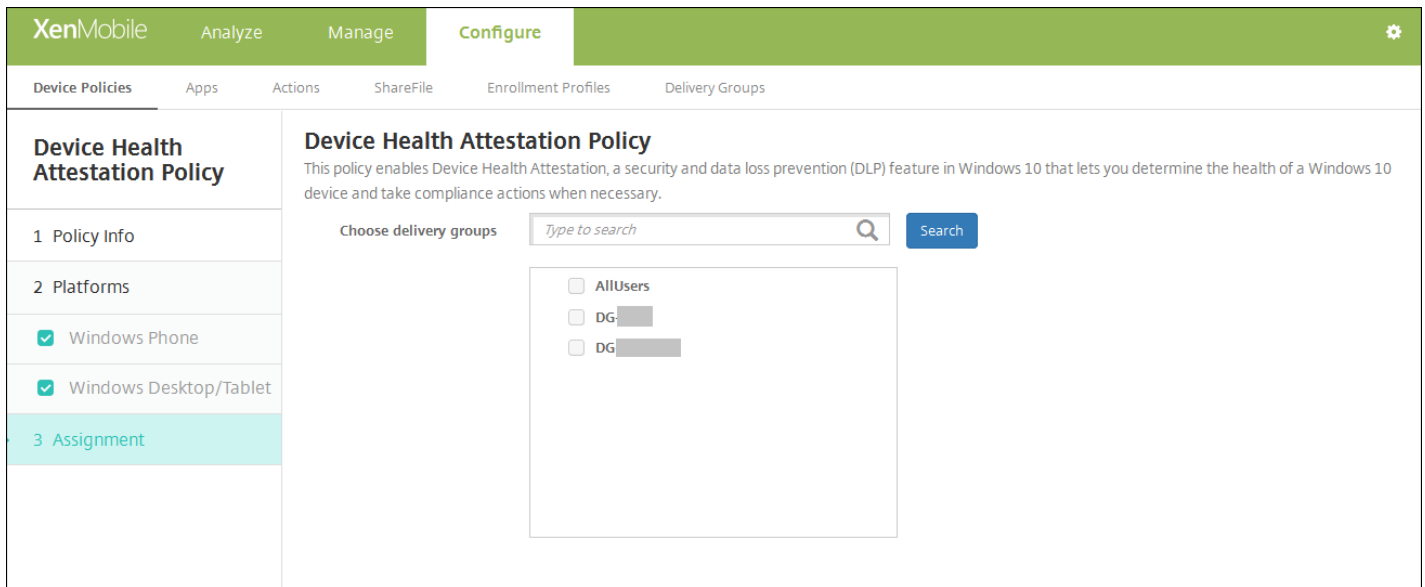 XenMobile Analyze Manage Configure
Device Policies Apps Actions ShareFile Enrollment Profiles Delivery Groups
Device Health
Attestation Policy
1 Policy Info
2 Platforms
Windows Phone
Windows Desktop/Tablet
3 Assignment
Device Health Attestation Policy
This policy enables Device Health Attestation, a security and data loss prevention (DLP) feature in Windows 10 that lets you determine the health of a Windows 10
device and take compliance actions when necessary.
Choose delivery groups Type to search Search
AllUsers
DG-
DG